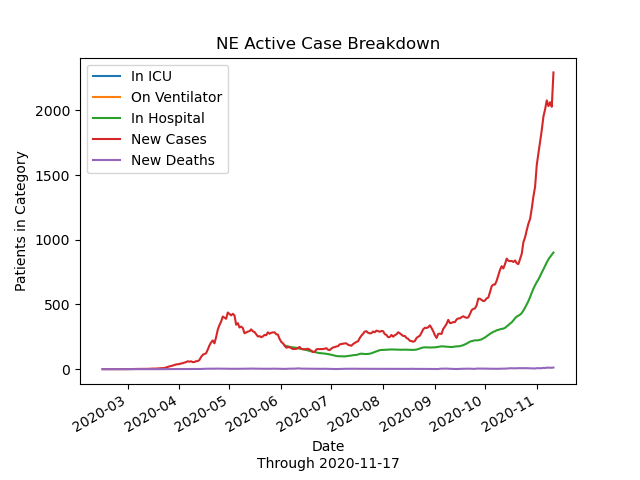 NE Active Case Breakdown
In ICU
On Ventilator
In Hospital
New Cases
New Deaths
Patients in Category
2000
1500
1000
500
0
2020-03
2020-04
2020-05
2020-06
2020-07
2020-08
2020-09
2020-10
2020-11
Date
Through 2020-11-17